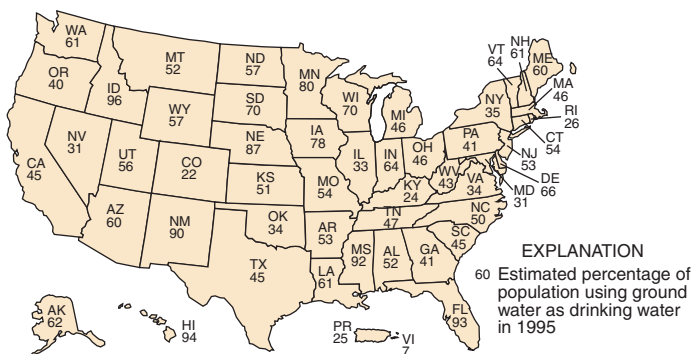 WA
61
OR
40
ID
96
MT
52
ND
57
MN
80
WI
70
MI
46
VT
64
NH
61
ME
60
MA
46
RI
26
CT
54
NY
35
PA
41
NJ
53
DE
66
MD
31
WY
57
SD
70
NE
87
IA
78
IL
33
IN
64
OH
46
WV
43
VA
34
KY
24
NV
31
UT
56
CO
22
KS
51
MO
54
CA
45
AZ
60
NM
90
OK
34
AR
53
TN
47
NC
50
SC
45
TX
45
LA
61
MS
92
AL
52
GA
41
FL
93
AK
62
HI
94
PR
25
VI
7
EXPLANATION
60 Estimated percentage of
population using ground
water as drinking water
in 1995